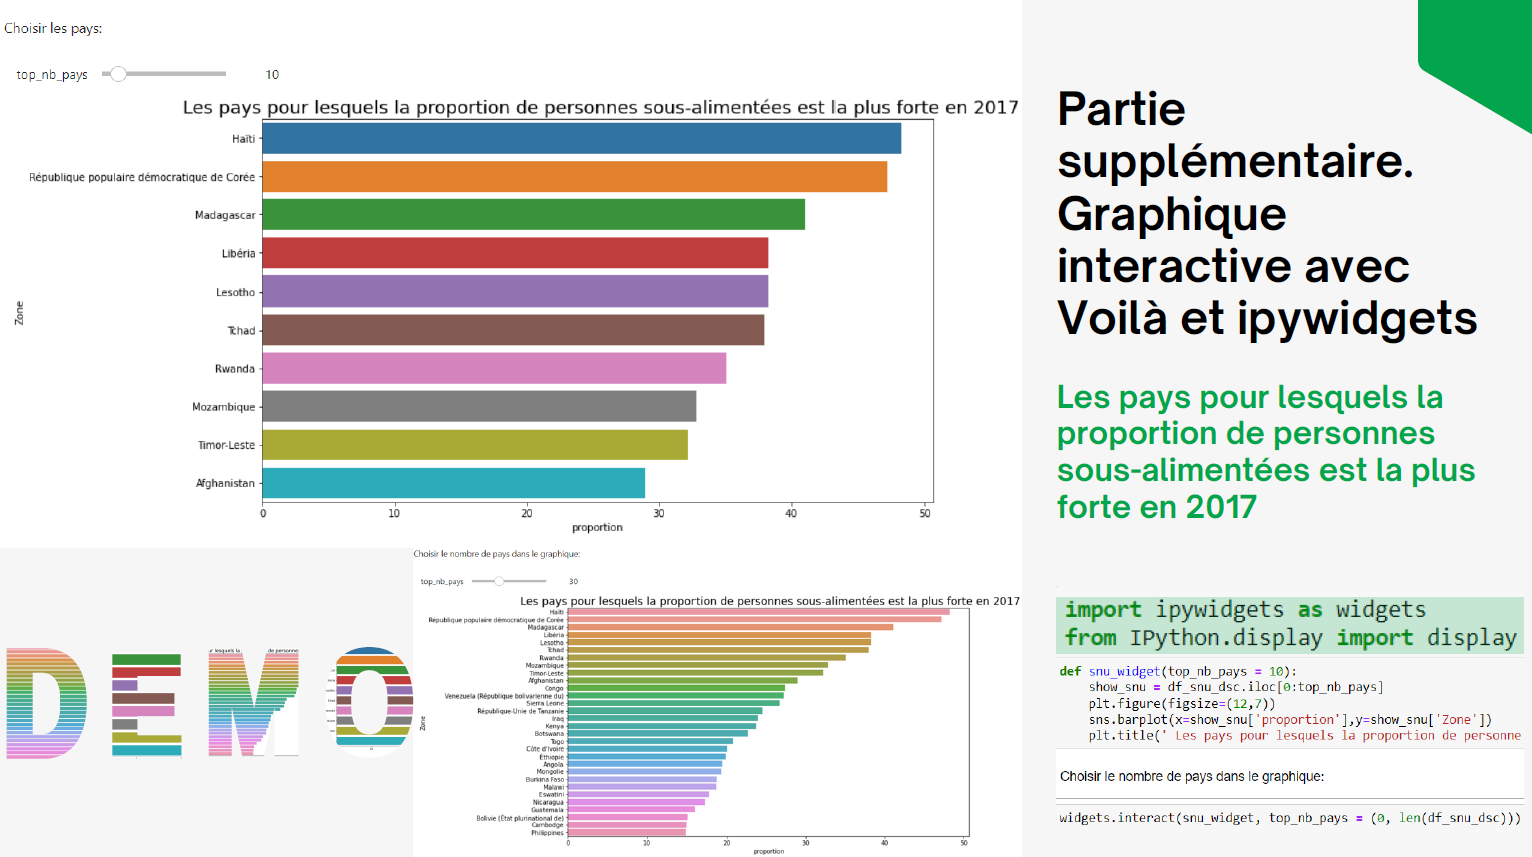 Choisir les pays:
top_nb_pays 10
Les pays pour lesquels la proportion de personnes sous-alimentées est la plus forte en 2017
Haïti
République populaire démocratique de Corée
Madagascar
Libéria
Lesotho
Tchad
Rwanda
Mozambique
Timor-Leste
Afghanistan
Zone
0 10 20 30 40 50
proportion
Partie
supplémentaire.
Graphique
interactive avec
Voilà et ipywidgets
Les pays pour lesquels la
proportion de personnes
sous-alimentées est la plus
forte en 2017
DEMO
ur lesquels la
de personne
Choisir le nombre de pays dans le graphique:
top_nb_pays 30
Les pays pour lesquels la proportion de personnes sous-alimentées est la plus forte en 2017
Haïti
République populaire démocratique de Corée
Madagascar
Libéria
Lesotho
Tchad
Rwanda
Mozambique
Timor-Leste
Afghanistan
Congo
Venezuela (République bolivarienne du)
Sierra Leone
République-Unie de Tanzanie
Iraq
Kenya
Botswana
Togo
Côte d'Ivoire
Éthiopie
Angola
Mongolie
Burkina Faso
Malawi
Eswatini
Nicaragua
Guatemala
Bolivie (État plurinational de)
Cambodge
Philippines
Zone
0 10 20 30 40 50
proportion
import ipywidgets as widgets
from IPython.display import display
def snu_widget(top_nb_pays = 10):
show_snu = df_snu_dsc.iloc[0:top_nb_pays]
plt.figure(figsize=(12,7))
sns.barplot(x=show_snu['proportion'],y=show_snu['Zone'])
plt.title(' Les pays pour lesquels la proportion de personne
Choisir le nombre de pays dans le graphique:
widgets.interact(snu_widget, top_nb_pays = (0, len(df_snu_dsc)))